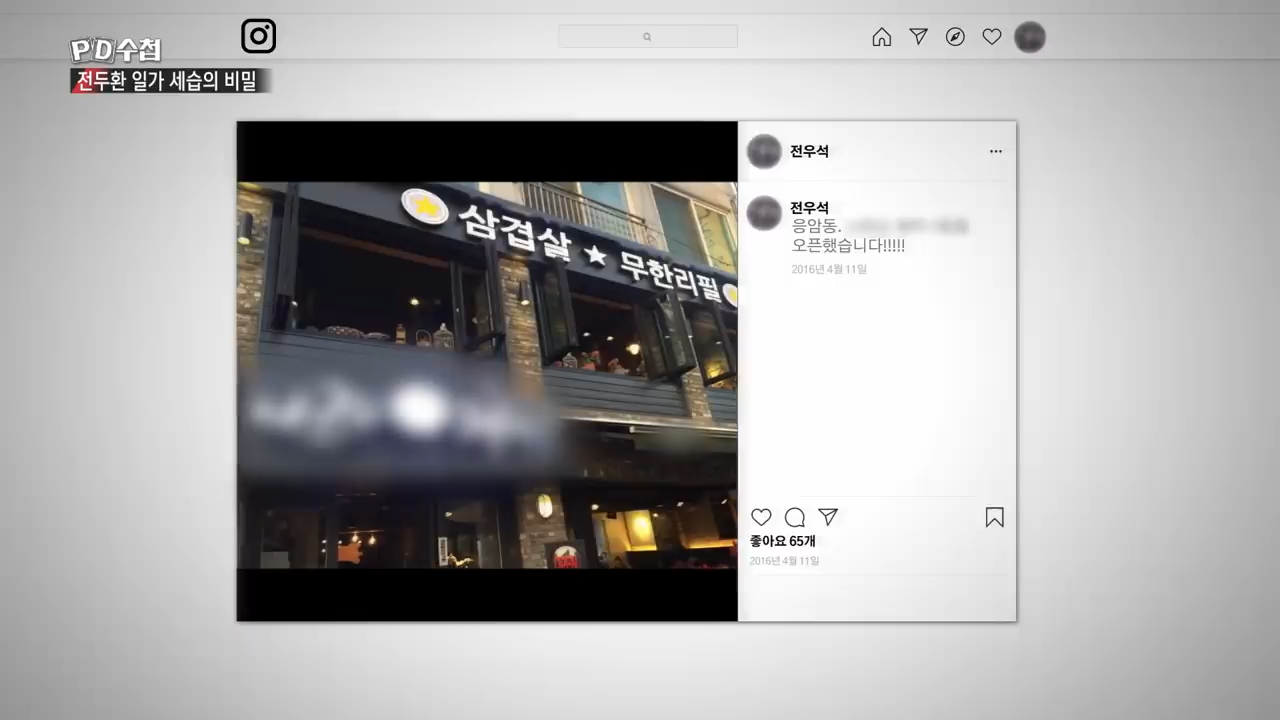 PD수첩
전두환 일가 세습의 비밀
삼겹살 ★ 무한리필
전우석
전우석
응암동.
오픈했습니다!!!!!
2016년 4월 11일
좋아요 65개
2016년 4월 11일